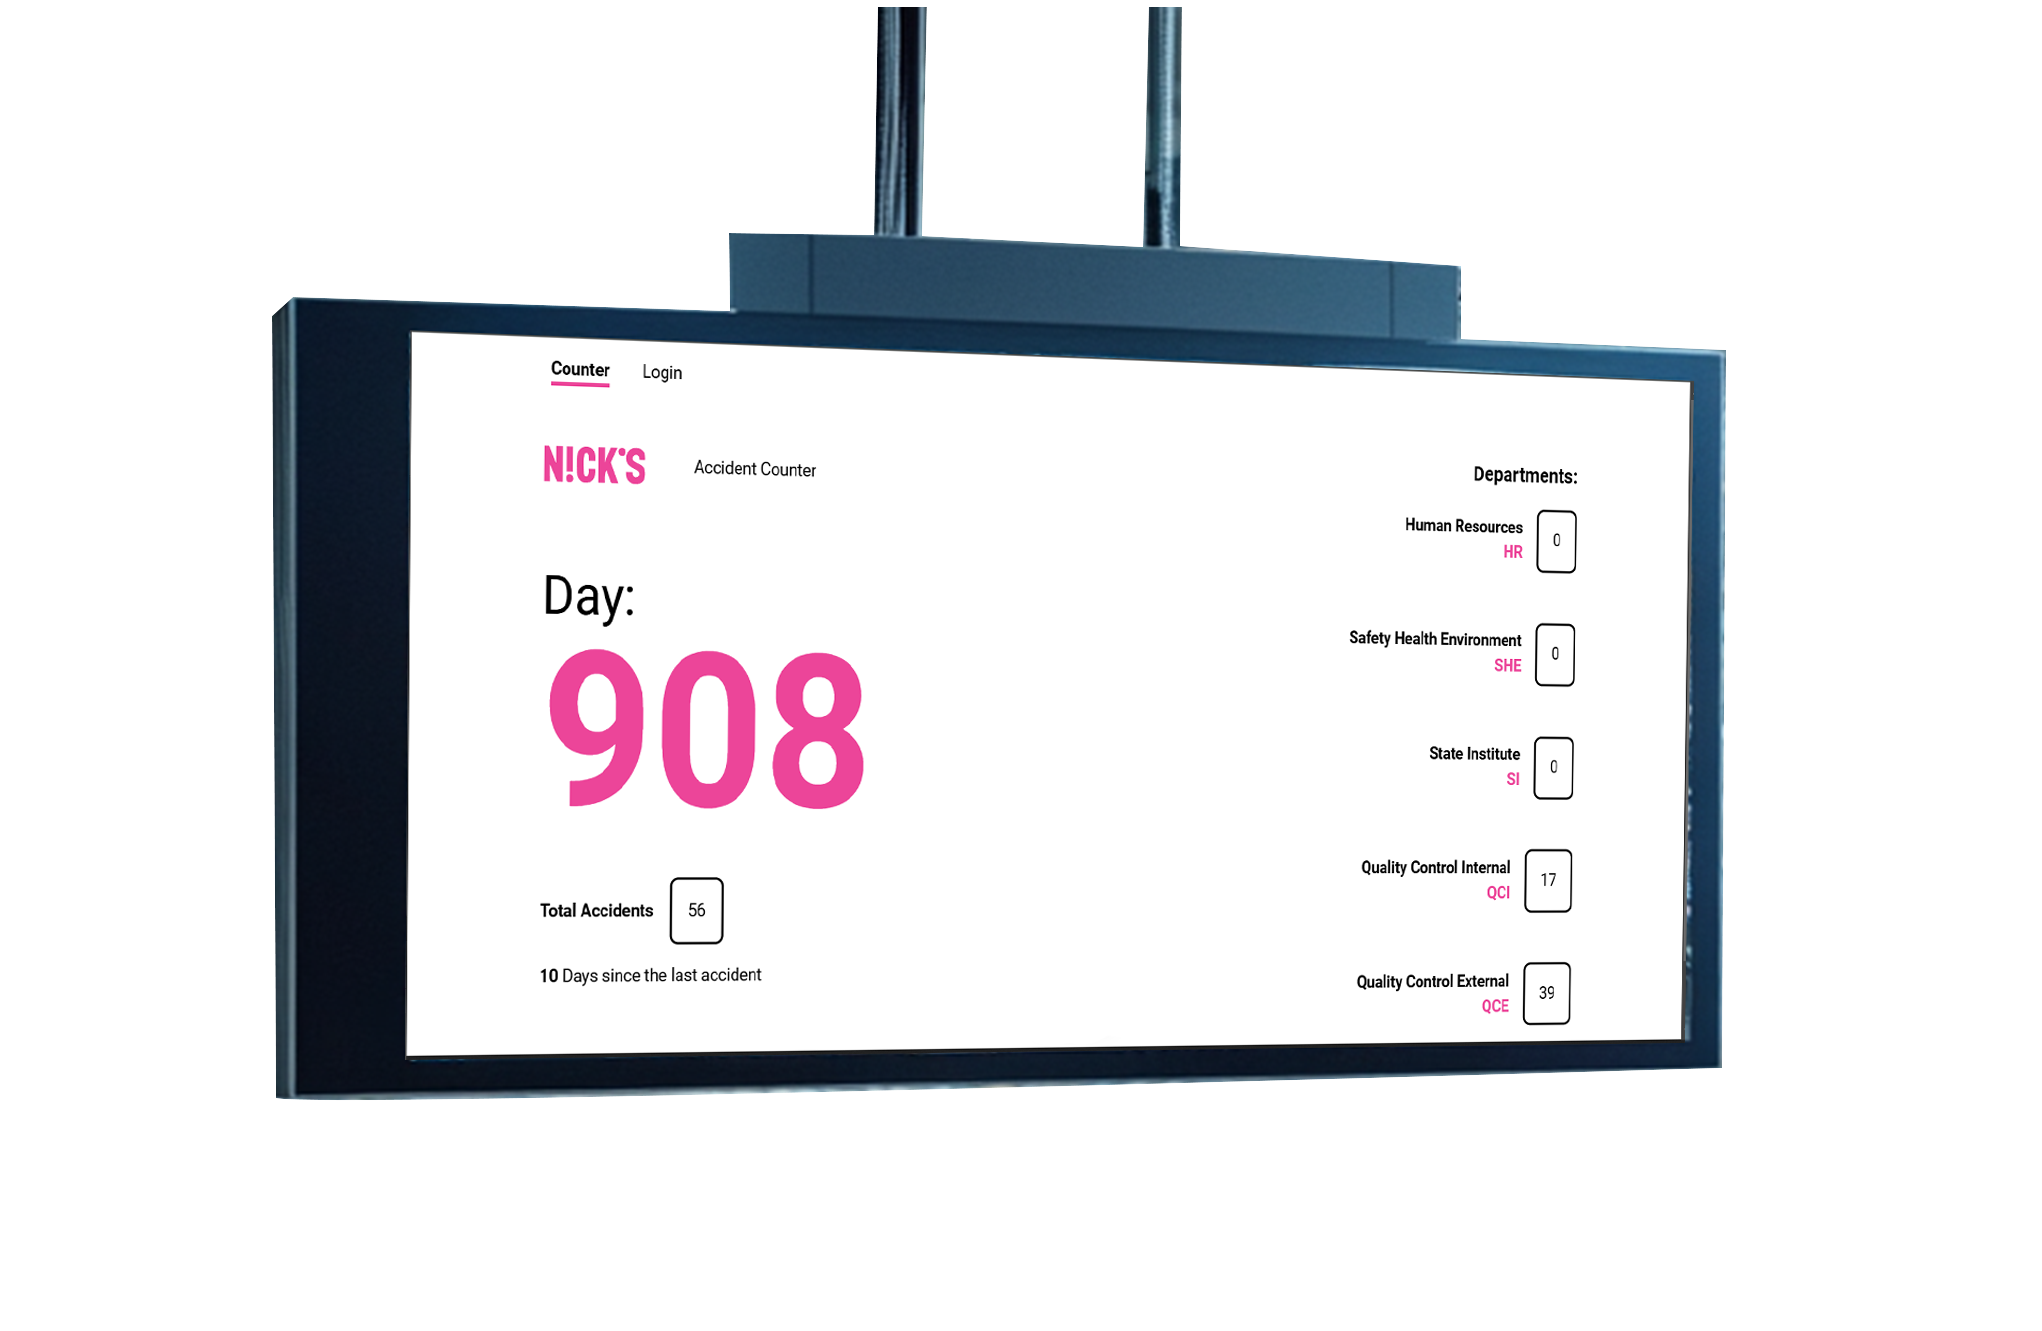 Counter Login
N!CK'S Accident Counter
Day:
908
Total Accidents 56
10 Days since the last accident
Departments:
Human Resources
HR
0
Safety Health Environment
SHE
0
State Institute
SI
0
Quality Control Internal
QCI
17
Quality Control External
QCE
39